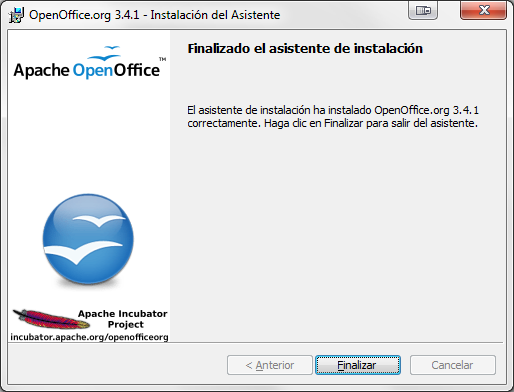 OpenOffice.org 3.4.1 - Instalación del Asistente
Apache OpenOffice™
Finalizado el asistente de instalación
El asistente de instalación ha instalado OpenOffice.org 3.4.1
correctamente. Haga clic en Finalizar para salir del asistente.
Apache Incubator
Project
incubator.apache.org/openofficeorg
< Anterior
Finalizar
Cancelar